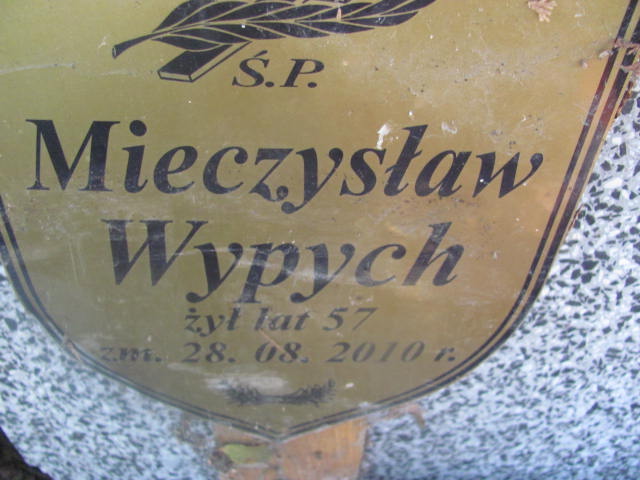 Ś.P.
Mieczysław
Wypych
żył lat 57
zm. 28. 08. 2010 r.